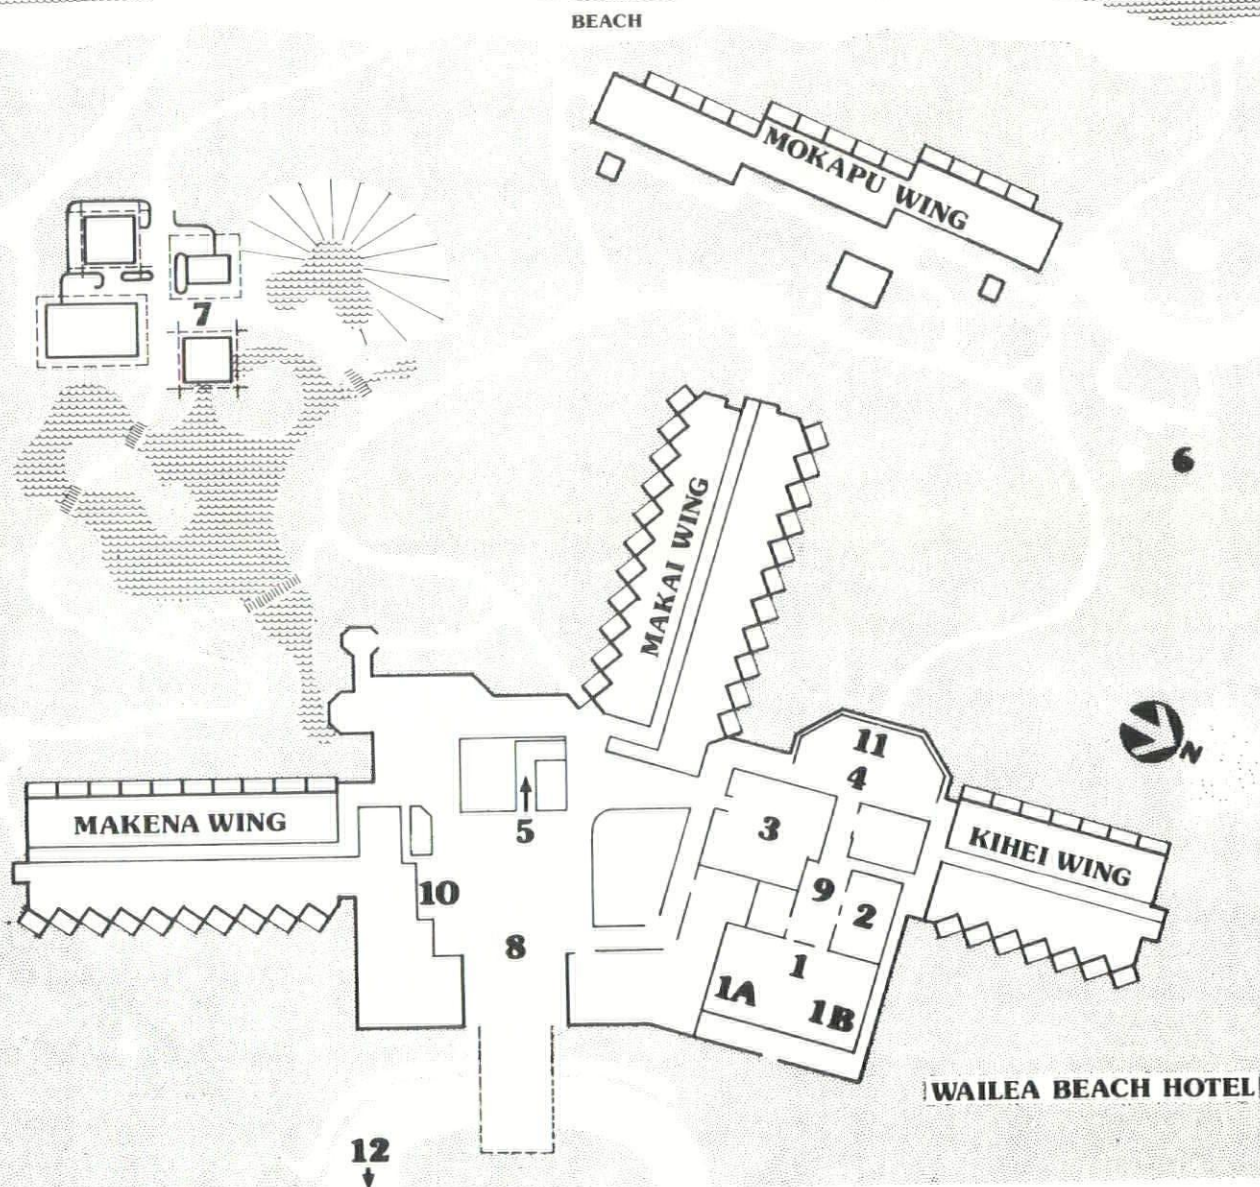 BEACH
MOKAPU WING
7
6
MAKAI WING
N
11
4
MAKENA WING
5
3
KIHEI WING
10
9
2
8
1
1A
1B
WAILEA BEACH HOTEL
12